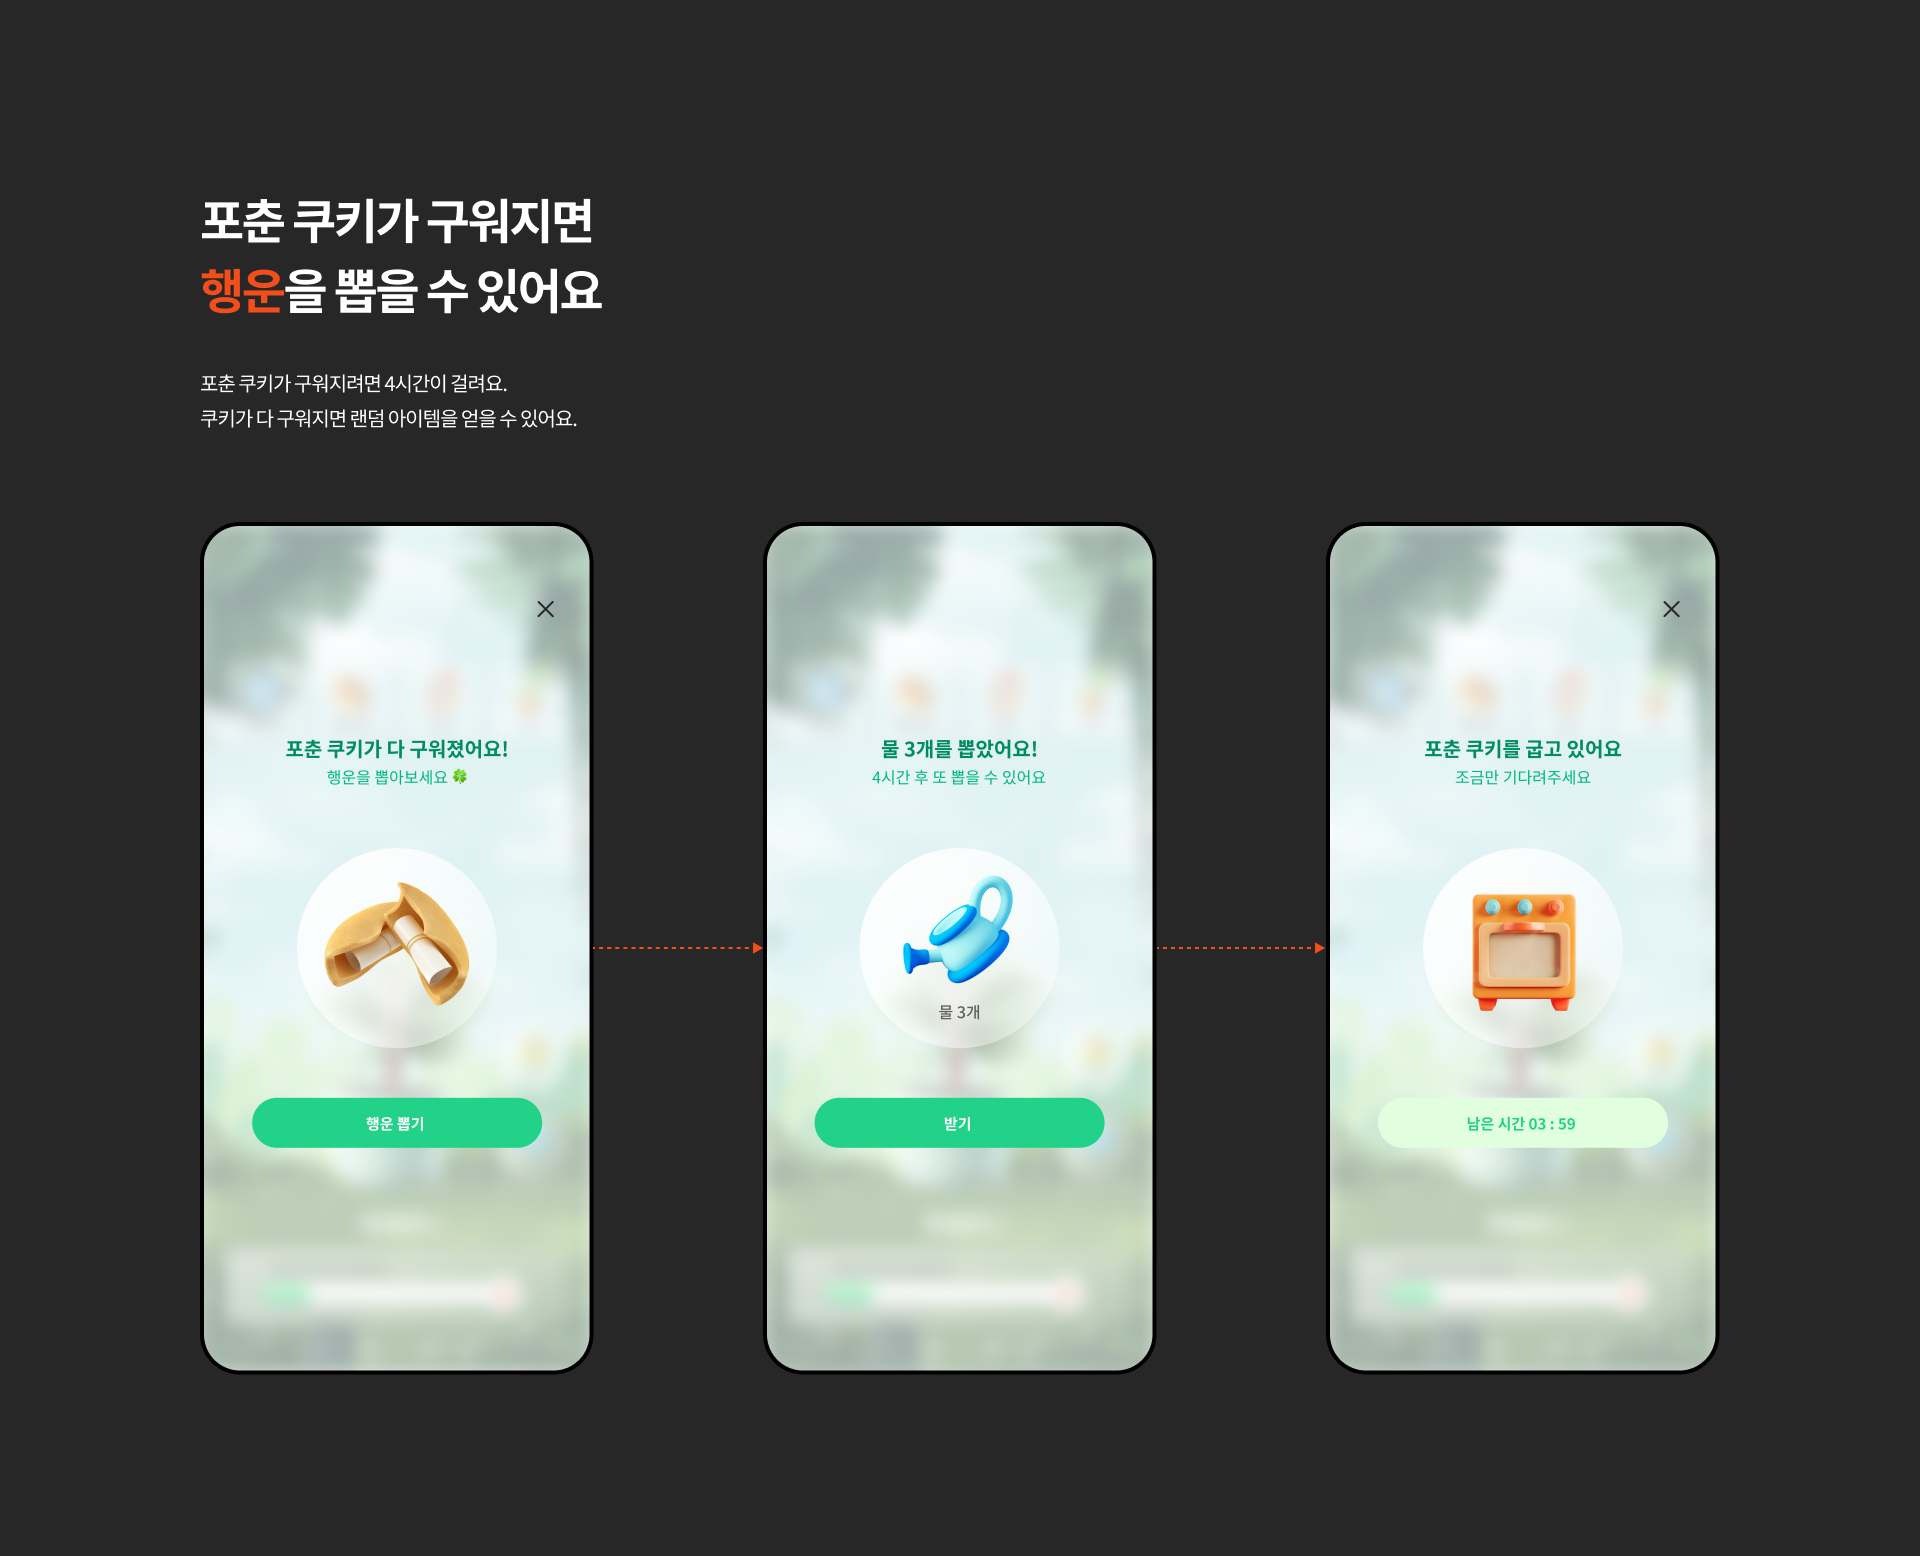 포춘 쿠키가 구워지면
행운을 뽑을 수 있어요
포춘 쿠키가 구워지려면 4시간이 걸려요.
쿠키가 다 구워지면 랜덤 아이템을 얻을 수 있어요.
포춘 쿠키가 다 구워졌어요!
행운을 뽑아보세요 🍀
행운 뽑기
물 3개를 뽑았어요!
4시간 후 또 뽑을 수 있어요
물 3개
받기
포춘 쿠키를 굽고 있어요
조금만 기다려주세요
남은 시간 03 : 59